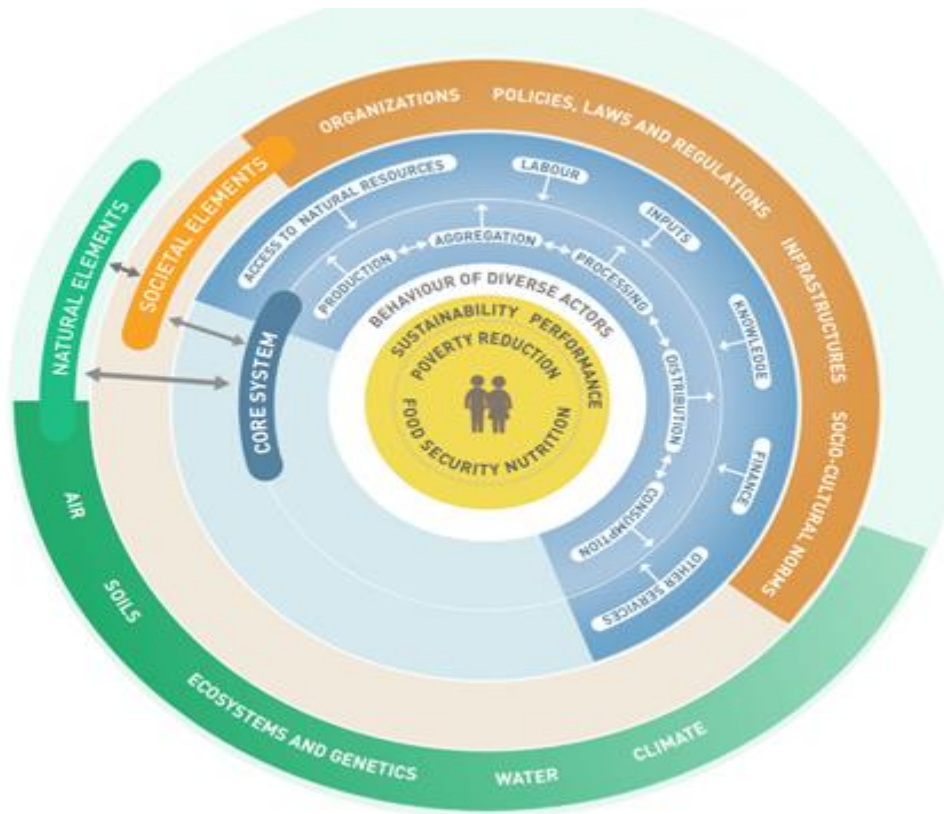 NATURAL ELEMENTS
SOCIETAL ELEMENTS
CORE SYSTEM
ORGANIZATIONS
POLICIES, LAWS AND REGULATIONS
INFRASTRUCTURES
SOCIO-CULTURAL NORMS
ACCESS TO NATURAL RESOURCES
LABOUR
INPUTS
KNOWLEDGE
FINANCE
OTHER SERVICES
PRODUCTION
AGGREGATION
PROCESSING
DISTRIBUTION
CONSUMPTION
BEHAVIOUR OF DIVERSE ACTORS
SUSTAINABILITY PERFORMANCE
POVERTY REDUCTION
FOOD SECURITY NUTRITION
AIR
SOILS
ECOSYSTEMS AND GENETICS
WATER
CLIMATE